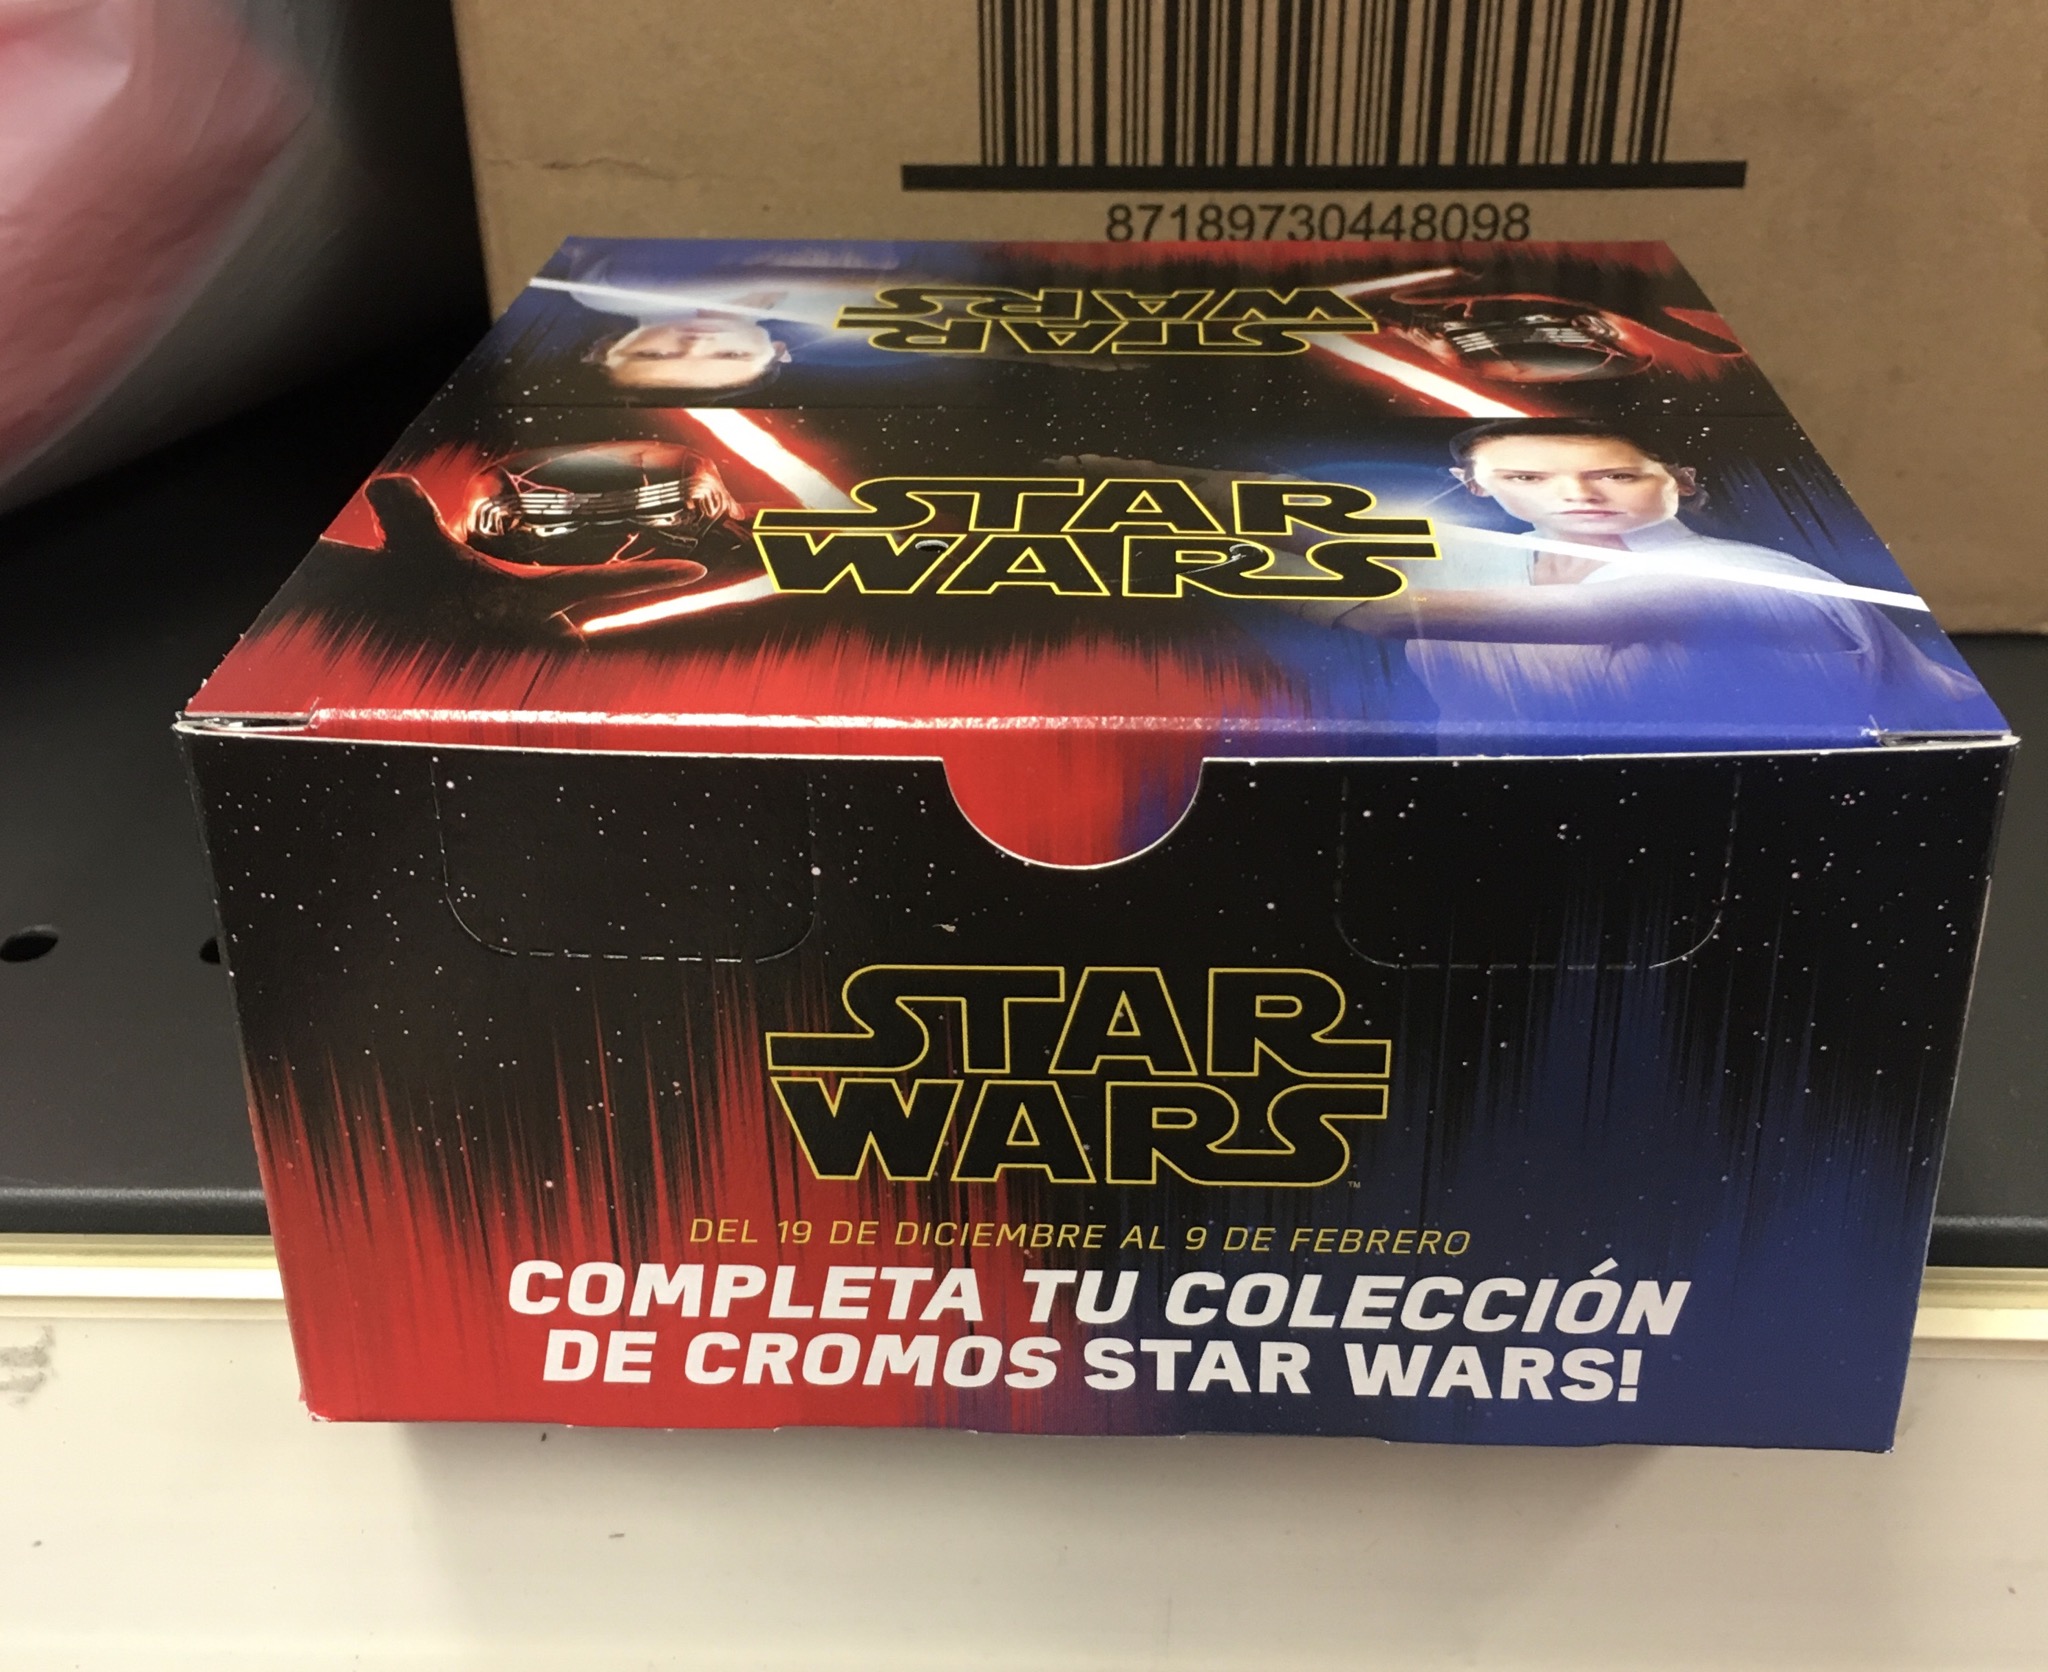 87189730448098
STAR
WARS
STAR
WARS
STAR
WARS
™
DEL 19 DE DICIEMBRE AL 9 DE FEBRERO
COMPLETA TU COLECCIÓN
DE CROMOS STAR WARS!